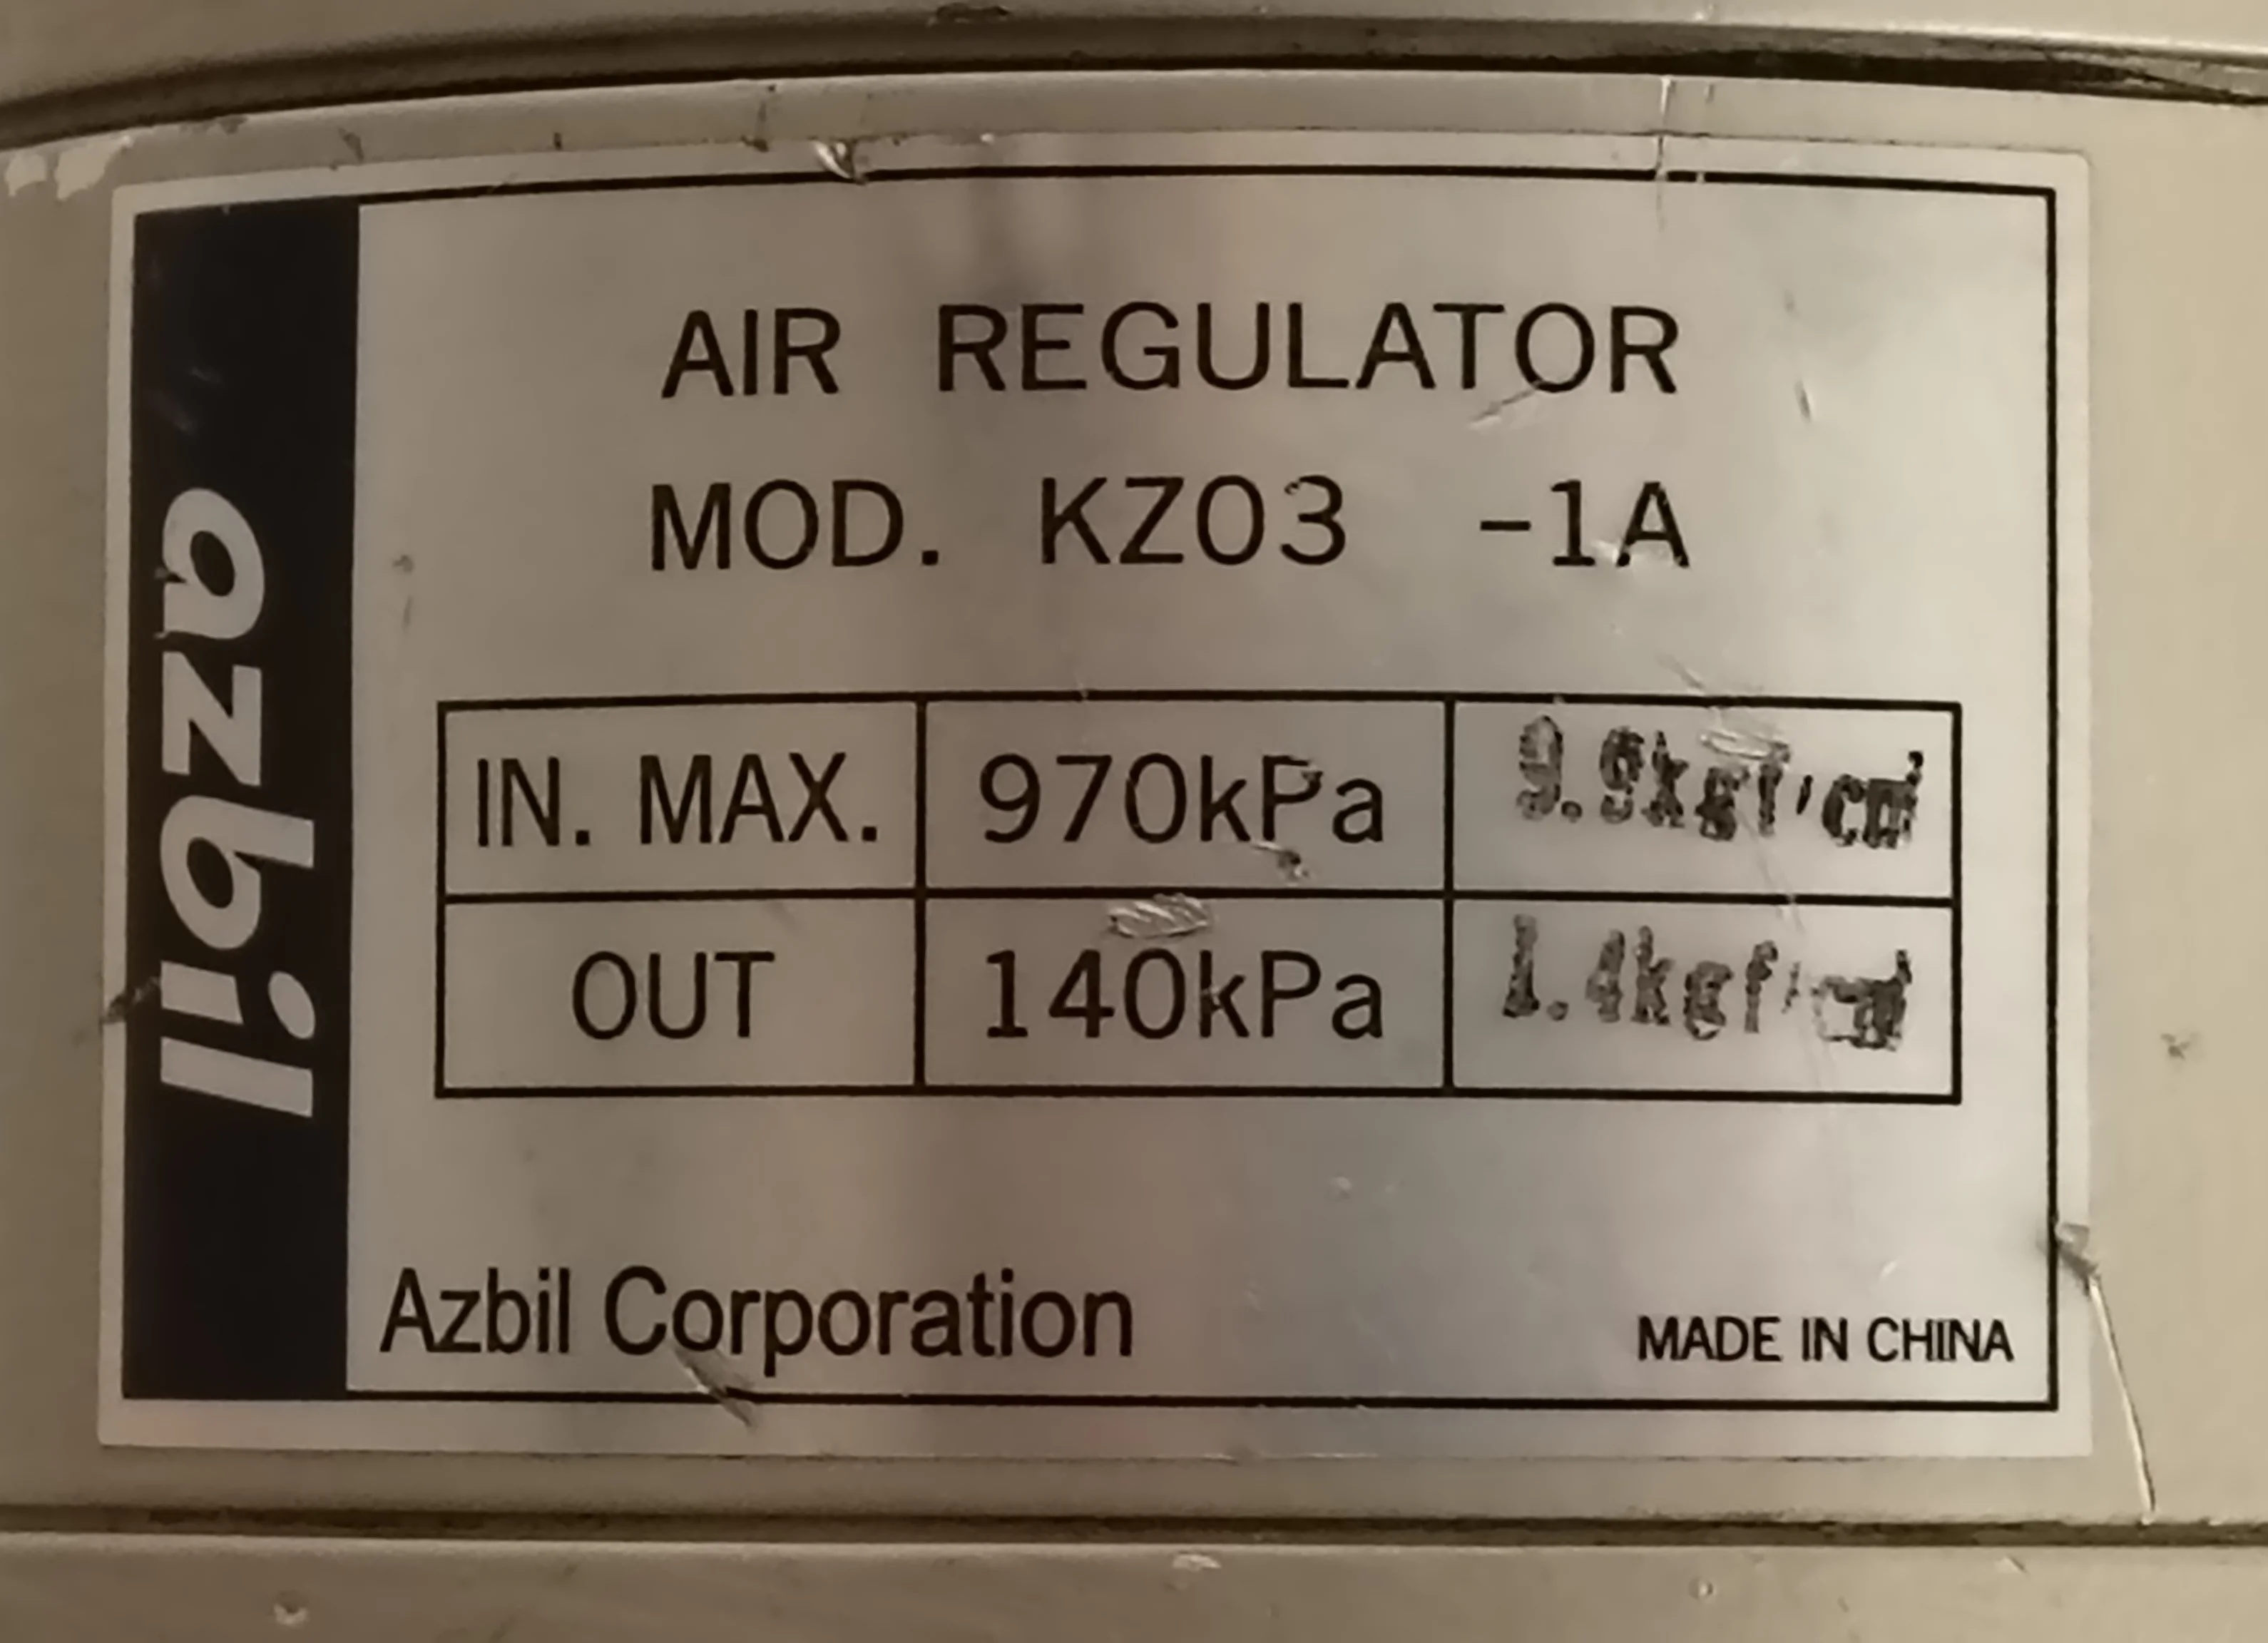 azbil
AIR REGULATOR
MOD. KZ03 -1A
IN. MAX. 970kPa 9.9kgf/c㎡
OUT 140kPa 1.4kgf/c㎡
Azbil Corporation
MADE IN CHINA